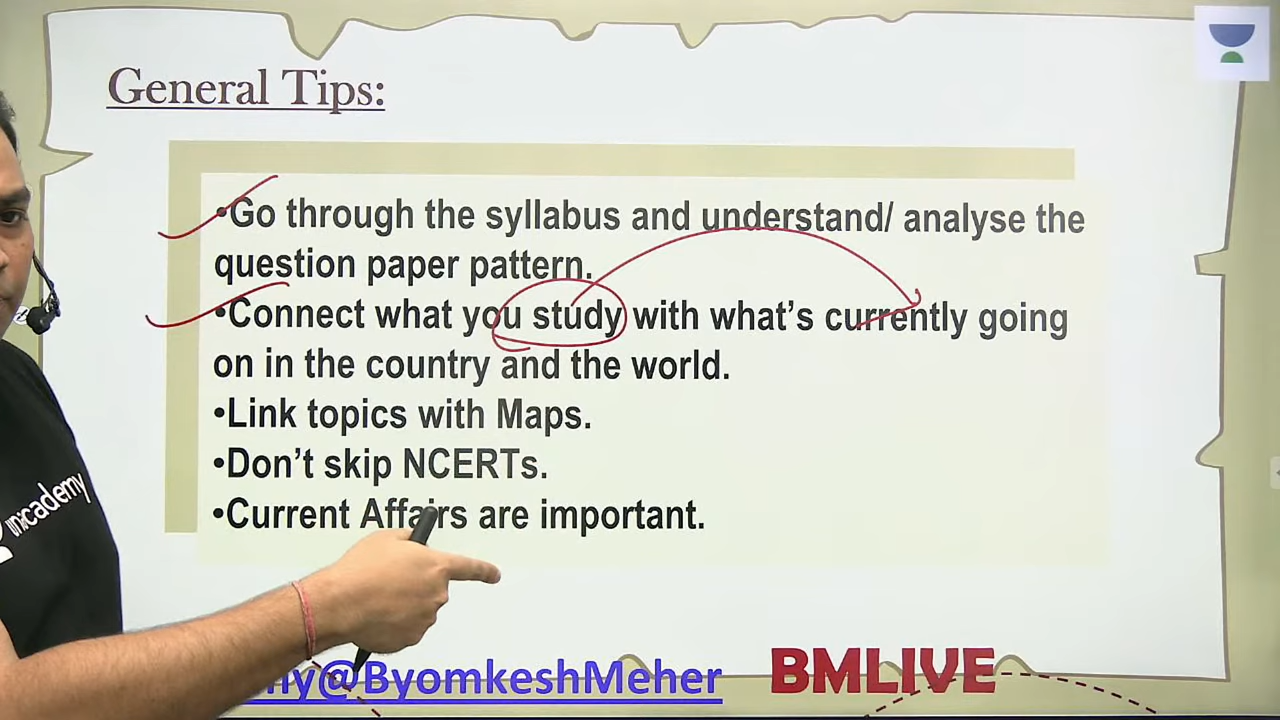 General Tips:
•Go through the syllabus and understand/ analyse the
question paper pattern.
•Connect what you study with what's currently going
on in the country and the world.
•Link topics with Maps.
•Don't skip NCERTs.
•Current Affairs are important.
unacademy
@ByomkeshMeher
BMLIVE